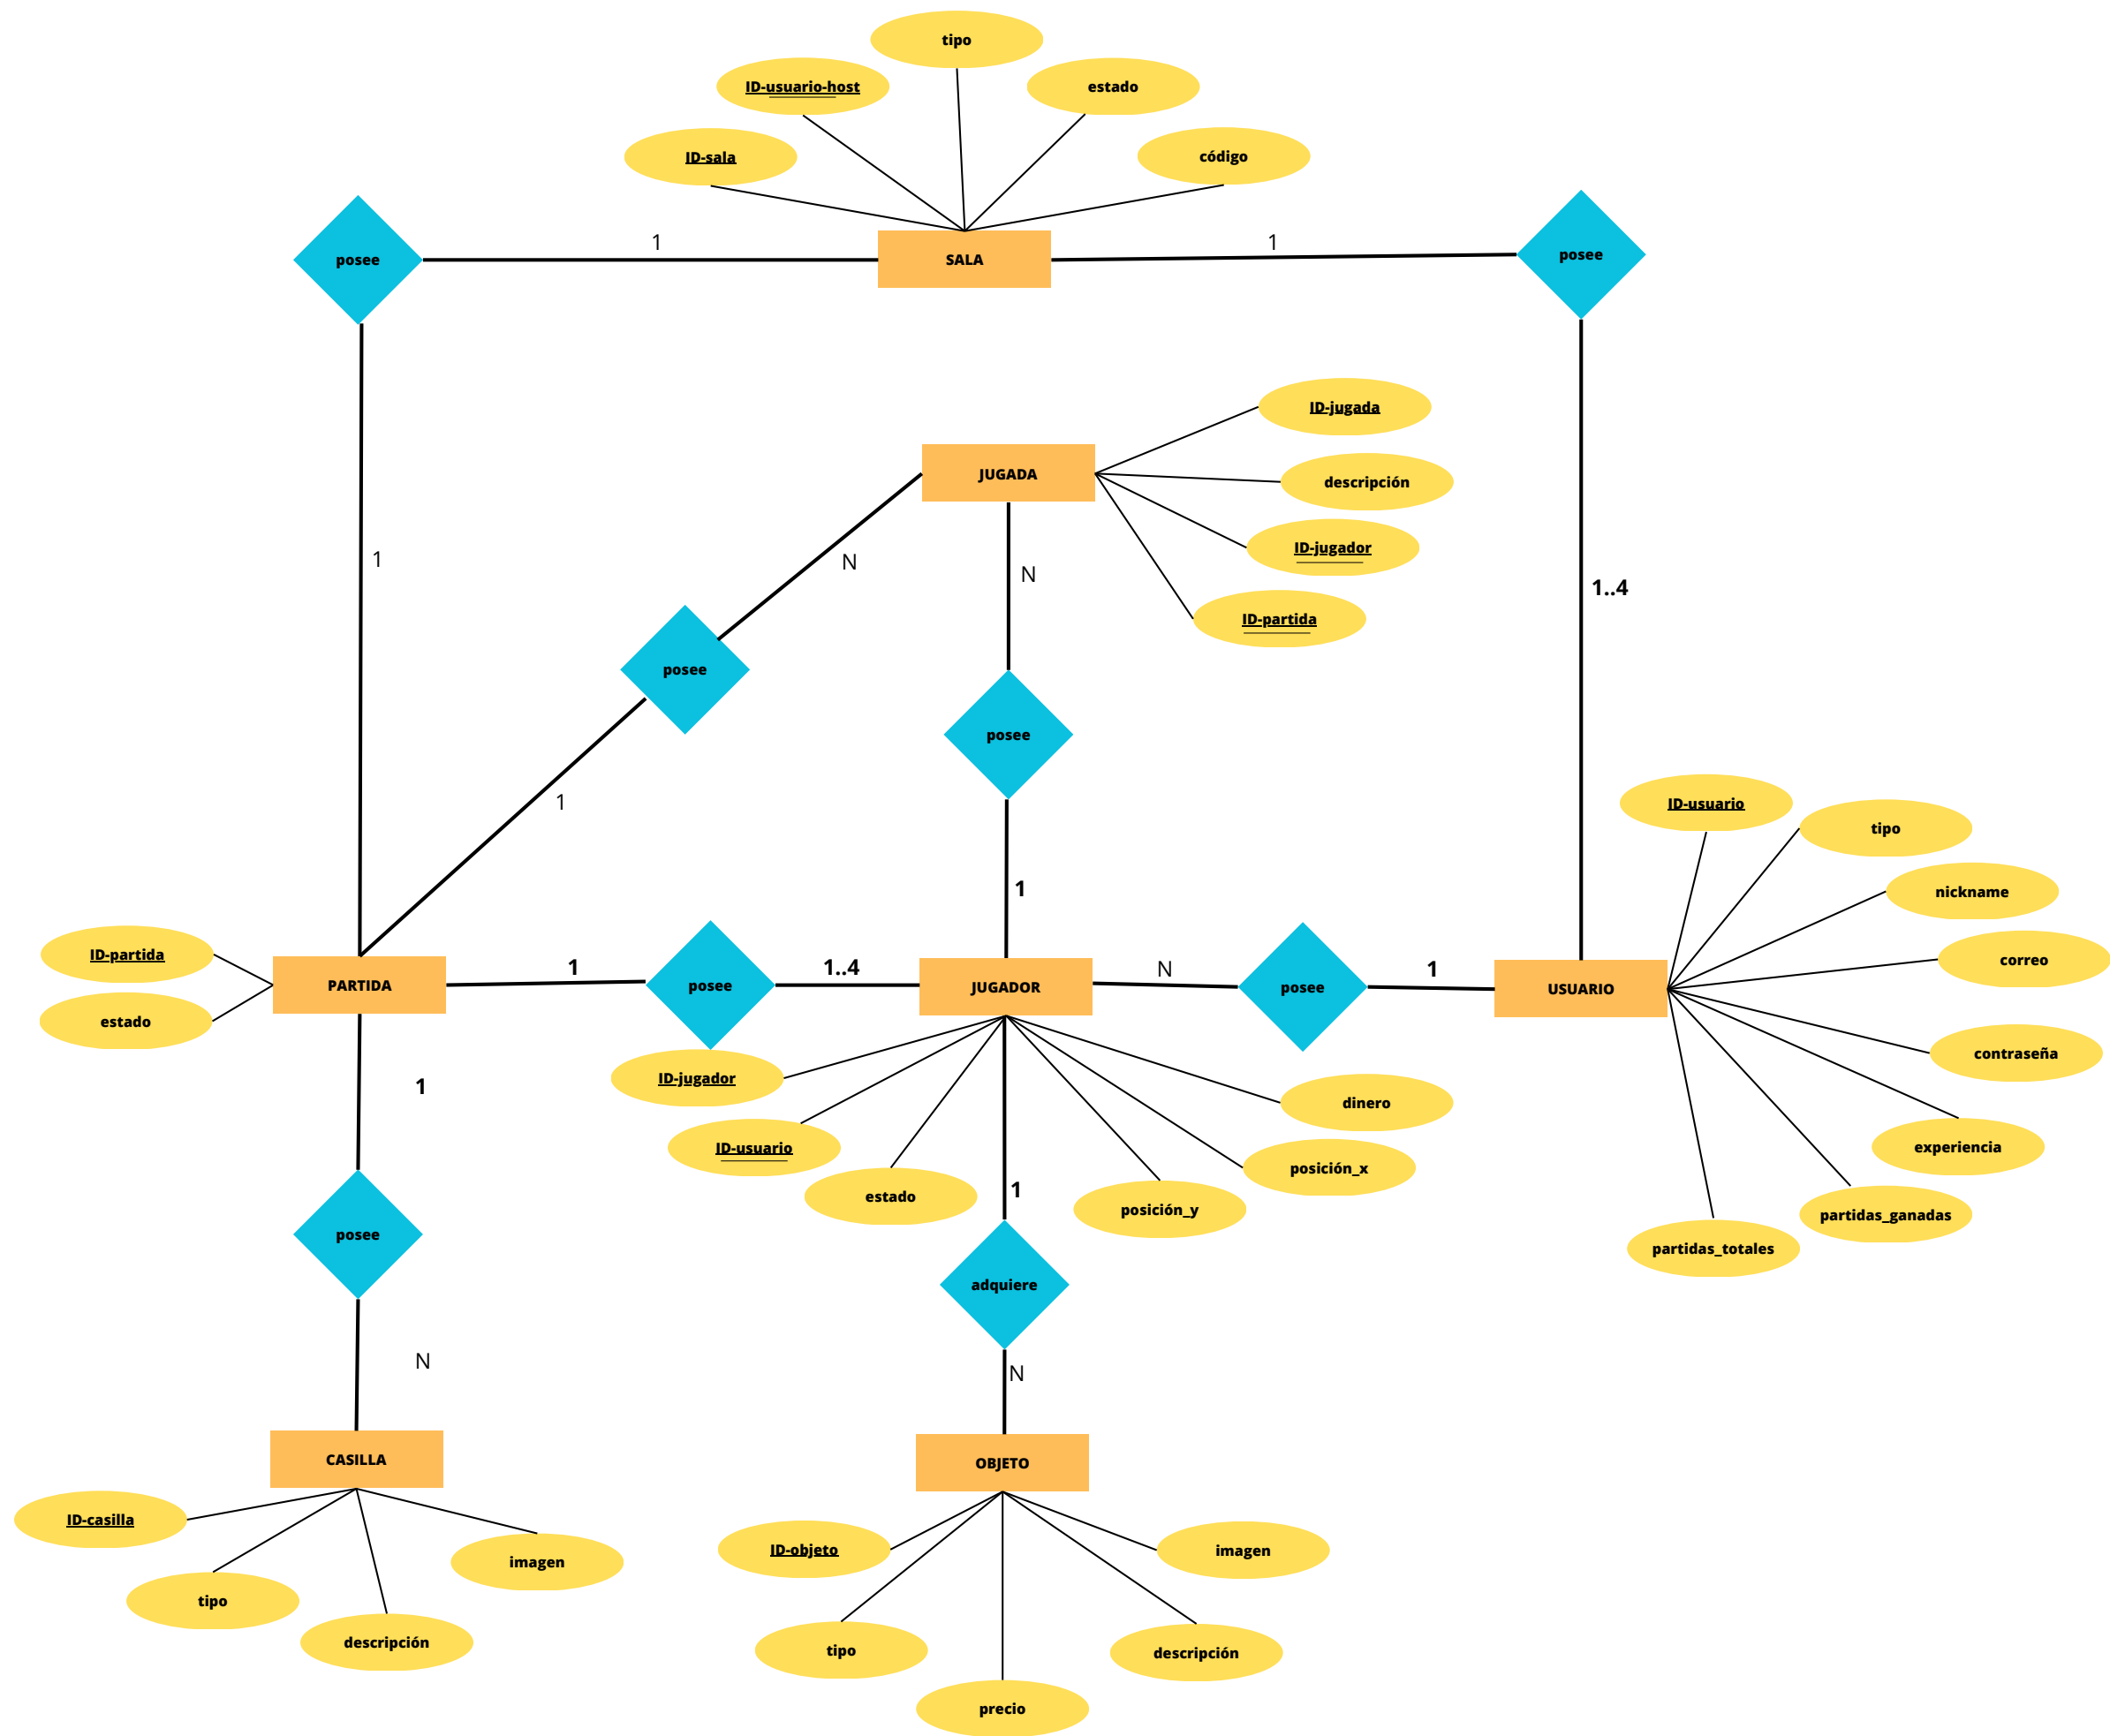 tipo
ID-usuario-host
estado
ID-sala
código
posee
1
SALA
1
posee
ID-jugada
JUGADA
descripción
ID-jugador
ID-partida
1
N
N
1..4
posee
posee
1
1
ID-usuario
tipo
nickname
correo
ID-partida
estado
PARTIDA
1
posee
1..4
JUGADOR
N
posee
1
USUARIO
contraseña
experiencia
partidas_ganadas
partidas_totales
1
ID-jugador
ID-usuario
estado
dinero
posición_x
posición_y
1
posee
adquiere
N
N
CASILLA
OBJETO
ID-casilla
imagen
tipo
descripción
ID-objeto
imagen
tipo
descripción
precio